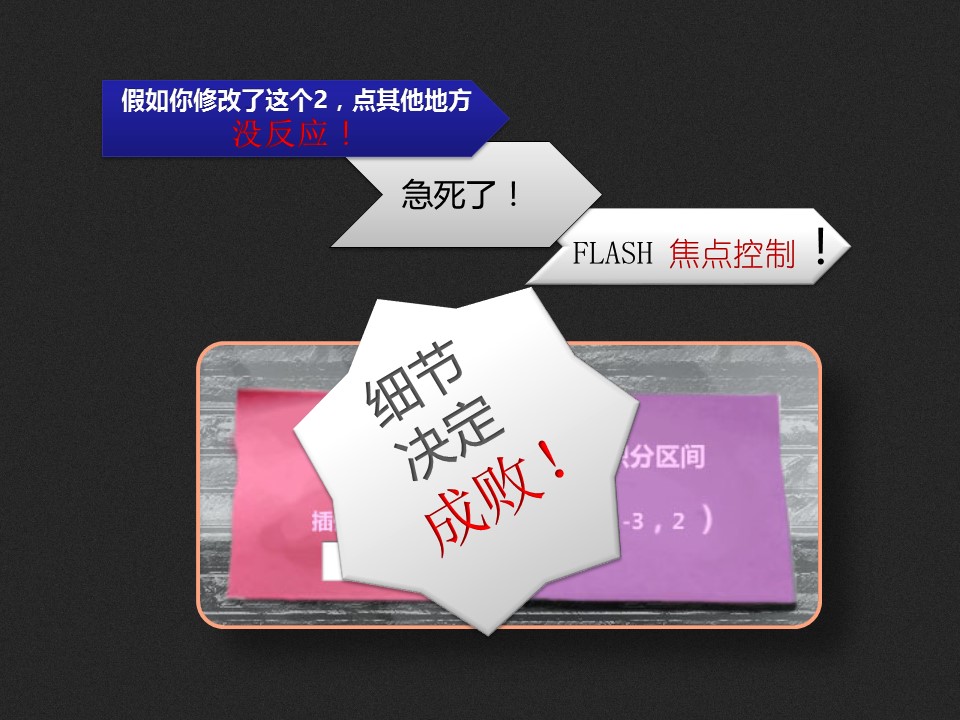 假如你修改了这个2，点其他地方
没反应！
急死了！
FLASH 焦点控制！
细节
决定
成败！
分区间
插
-3，2 )